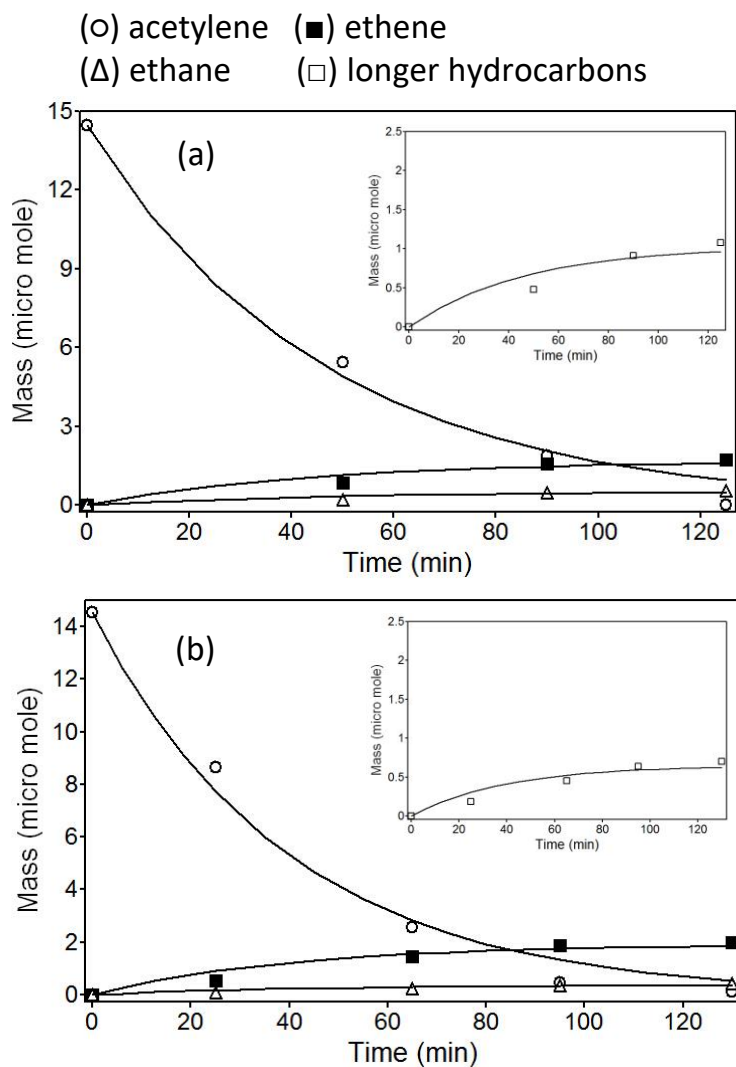 (○) acetylene (■) ethene
(Δ) ethane (□) longer hydrocarbons
(a)
Mass (micro mole)
15
12
9
6
3
0
0 20 40 60 80 100 120
Time (min)
Mass (micro mole)
2.5
2
1.5
1
0.5
0
0 20 40 60 80 100 120
Time (min)
(b)
Mass (micro mole)
14
12
10
8
6
4
2
0
0 20 40 60 80 100 120
Time (min)
Mass (micro mole)
2.5
2
1.5
1
0.5
0
0 20 40 60 80 100 120
Time (min)